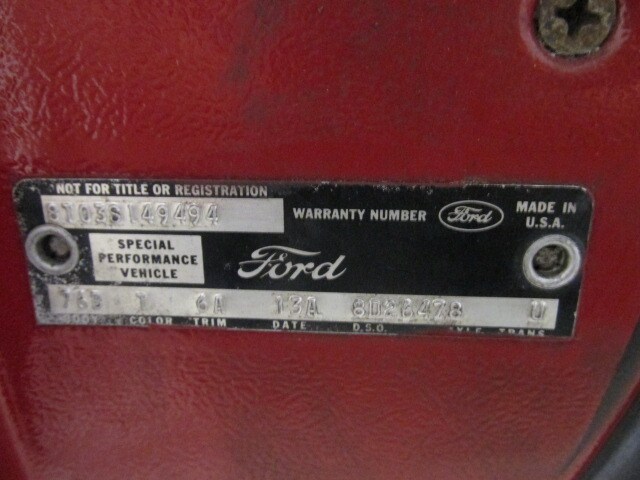 NOT FOR TITLE OR REGISTRATION
8T03S149494
WARRANTY NUMBER
Ford
MADE IN
U.S.A.
SPECIAL
PERFORMANCE
VEHICLE
Ford
T 6A 13A U
COLOR TRIM DATE D.S.O. TRANS